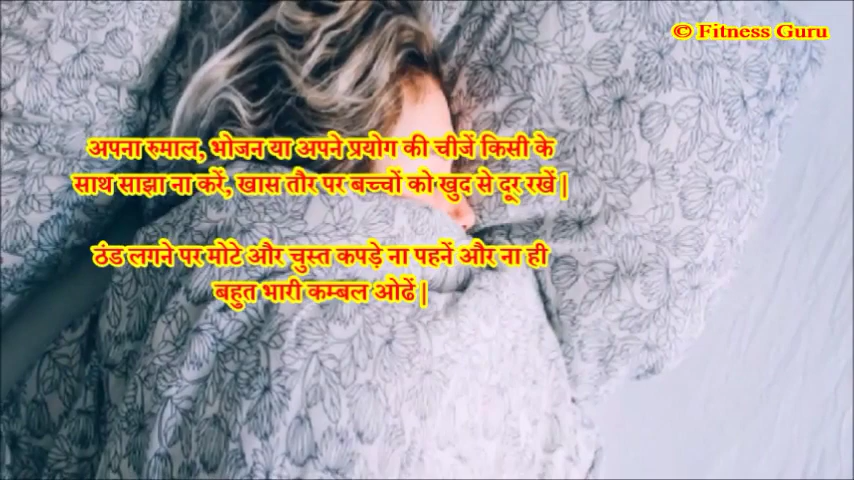 © Fitness Guru
अपना रुमाल, भोजन या अपने प्रयोग की चीजें किसी के
साथ साझा ना करें, खास तौर पर बच्चों को खुद से दूर रखें |
ठंड लगने पर मोटे और चुस्त कपड़े ना पहनें और ना ही
बहुत भारी कम्बल ओढें |